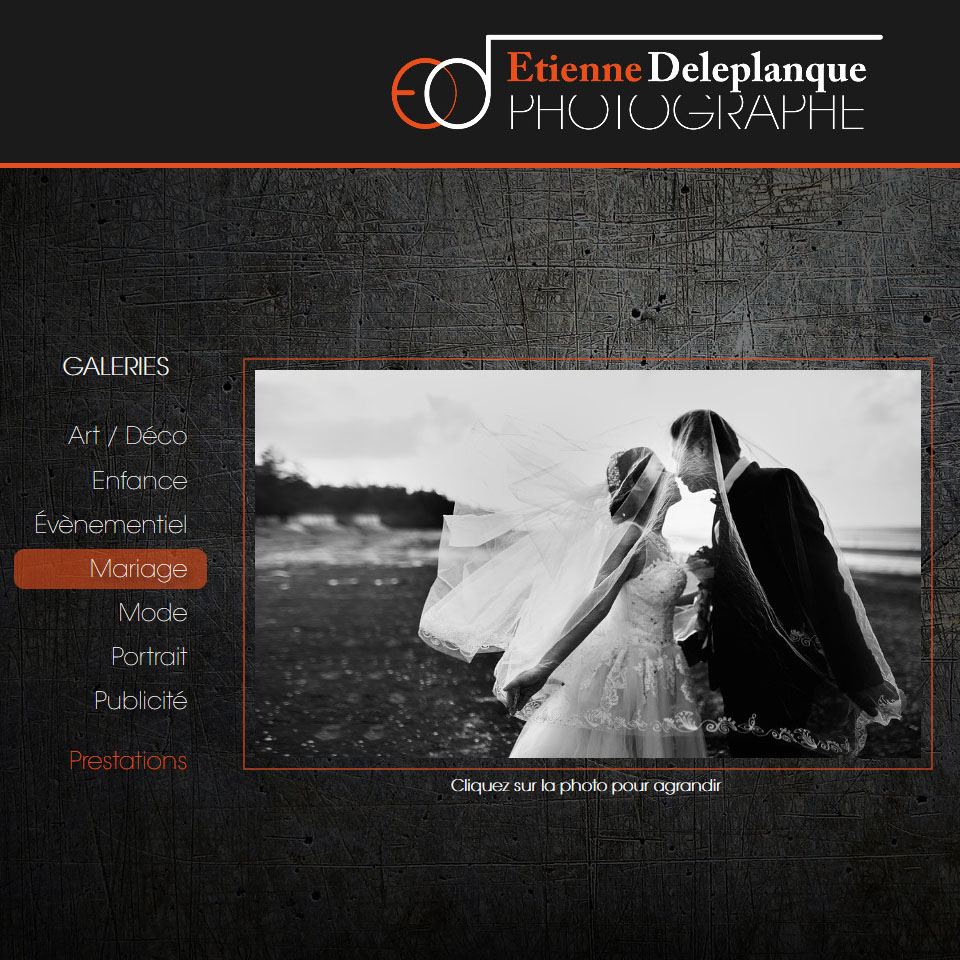 Etienne Deleplanque
PHOTOGRAPHE
GALERIES
Art / Déco
Enfance
Évènementiel
Mariage
Mode
Portrait
Publicité
Prestations
Cliquez sur la photo pour agrandir